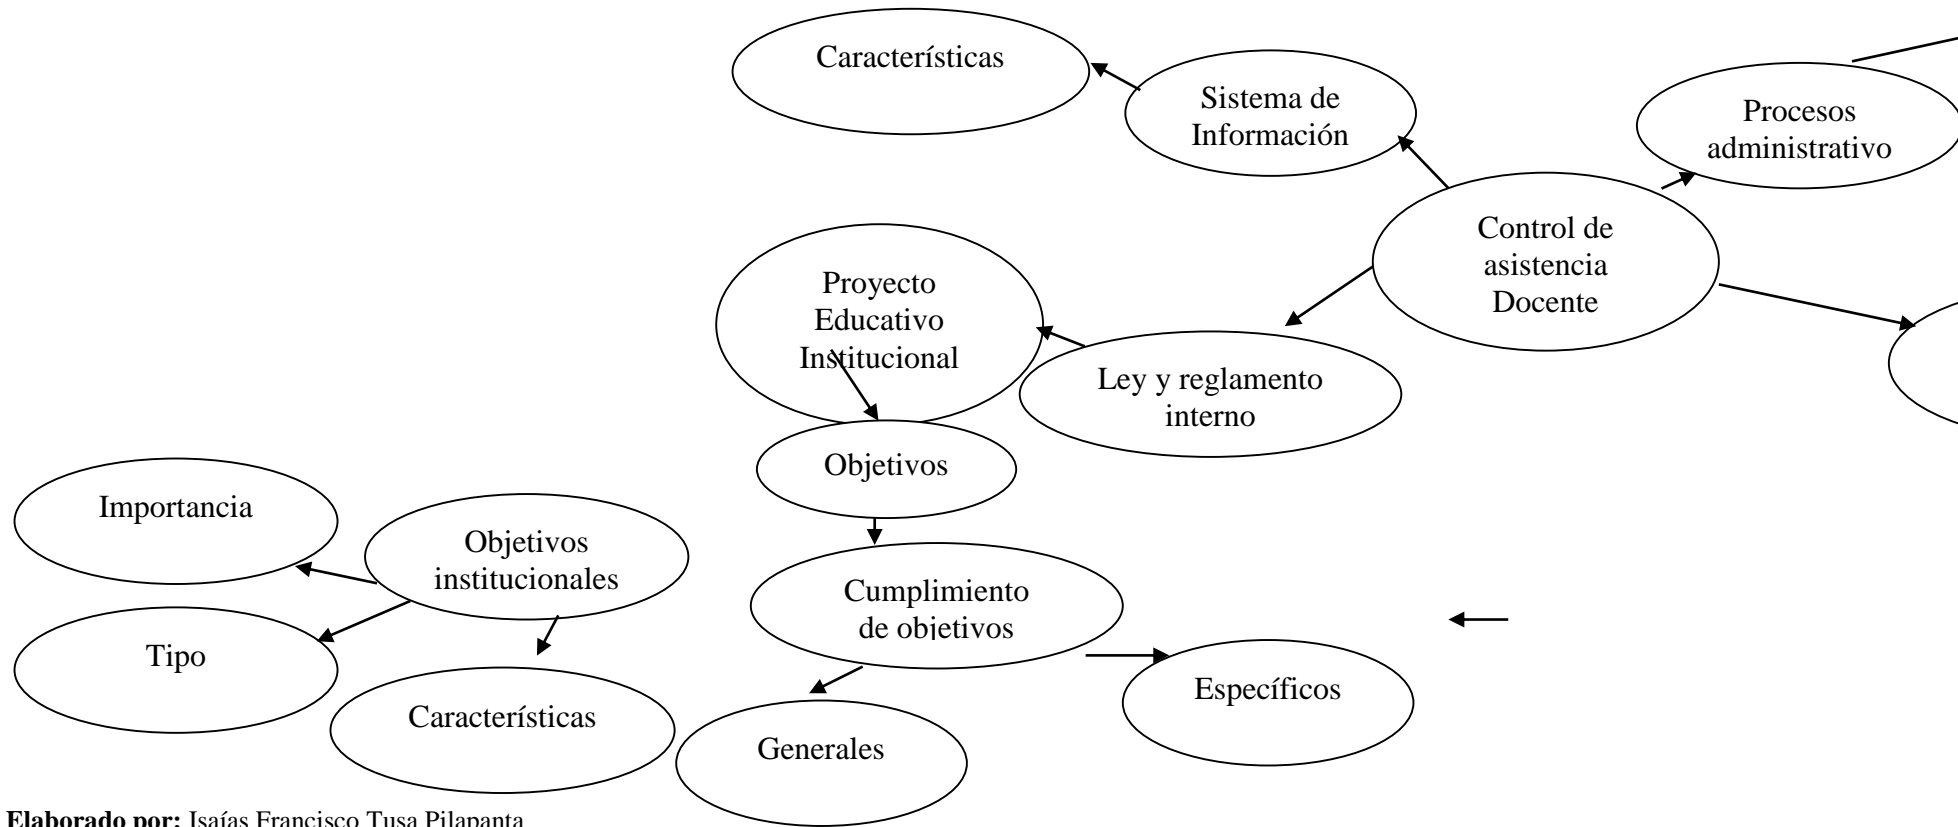 Características
Sistema de
Información
Procesos
administrativo
Control de
asistencia
Docente
Proyecto
Educativo
Institucional
Ley y reglamento
interno
Objetivos
Importancia
Objetivos
institucionales
Cumplimiento
de objetivos
Tipo
Específicos
Características
Generales
Elaborado por: Isaías Francisco Tusa Pilapanta